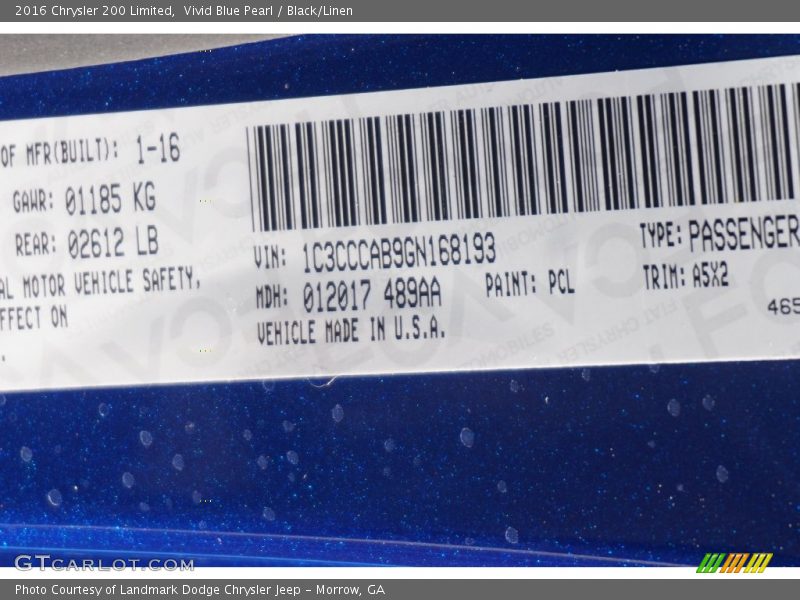 2016 Chrysler 200 Limited, Vivid Blue Pearl / Black/Linen
OF MFR(BUILT): 1-16
GAWR: 01185 KG
REAR: 02612 LB
AL MOTOR VEHICLE SAFETY,
FFECT ON
.
VIN: 1C3CCCAB9GN168193
TYPE: PASSENGER
MDH: 012017 489AA
PAINT: PCL
TRIM: A5X2
VEHICLE MADE IN U.S.A.
465
GTCARLOT.COM
Photo Courtesy of Landmark Dodge Chrysler Jeep - Morrow, GA